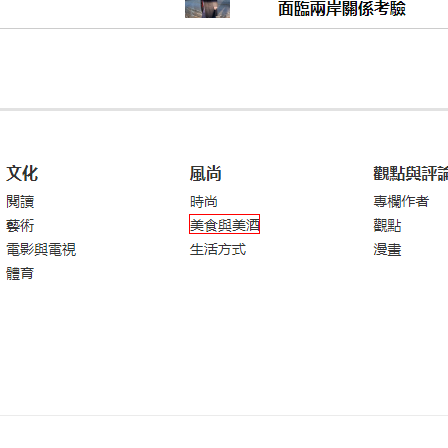 面臨兩岸關係考驗
文化
閱讀
藝術
電影與電視
體育
風尚
時尚
美食與美酒
生活方式
觀點與評論
專欄作者
觀點
漫畫